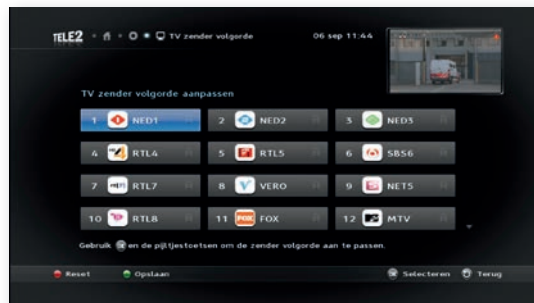 TELE2 TV zender volgorde 06 sep 11:44
TV zender volgorde aanpassen
1 NED1 2 NED2 3 NED3
4 RTL4 5 RTL5 6 SBS6
7 RTL7 8 VERO 9 NET5
10 RTL8 11 FOX FOX 12 MTV
Gebruik en de pijltjestoetsen om de zender volgorde aan te passen.
Reset Opslaan Selecteren Terug